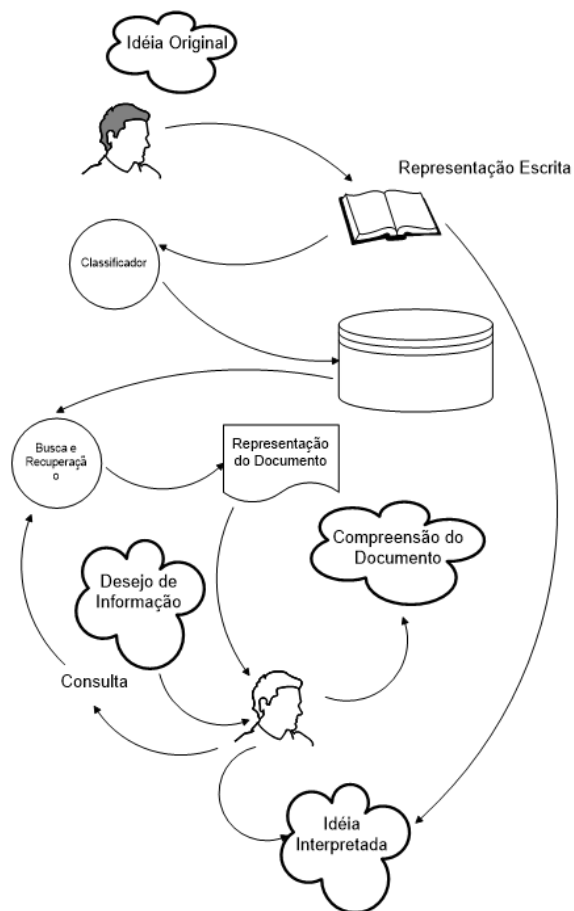 Idéia Original
Representação Escrita
Classificador
Busca e
Recuperaçã
o
Representação
do Documento
Compreensão do
Documento
Desejo de
Informação
Consulta
Idéia
Interpretada